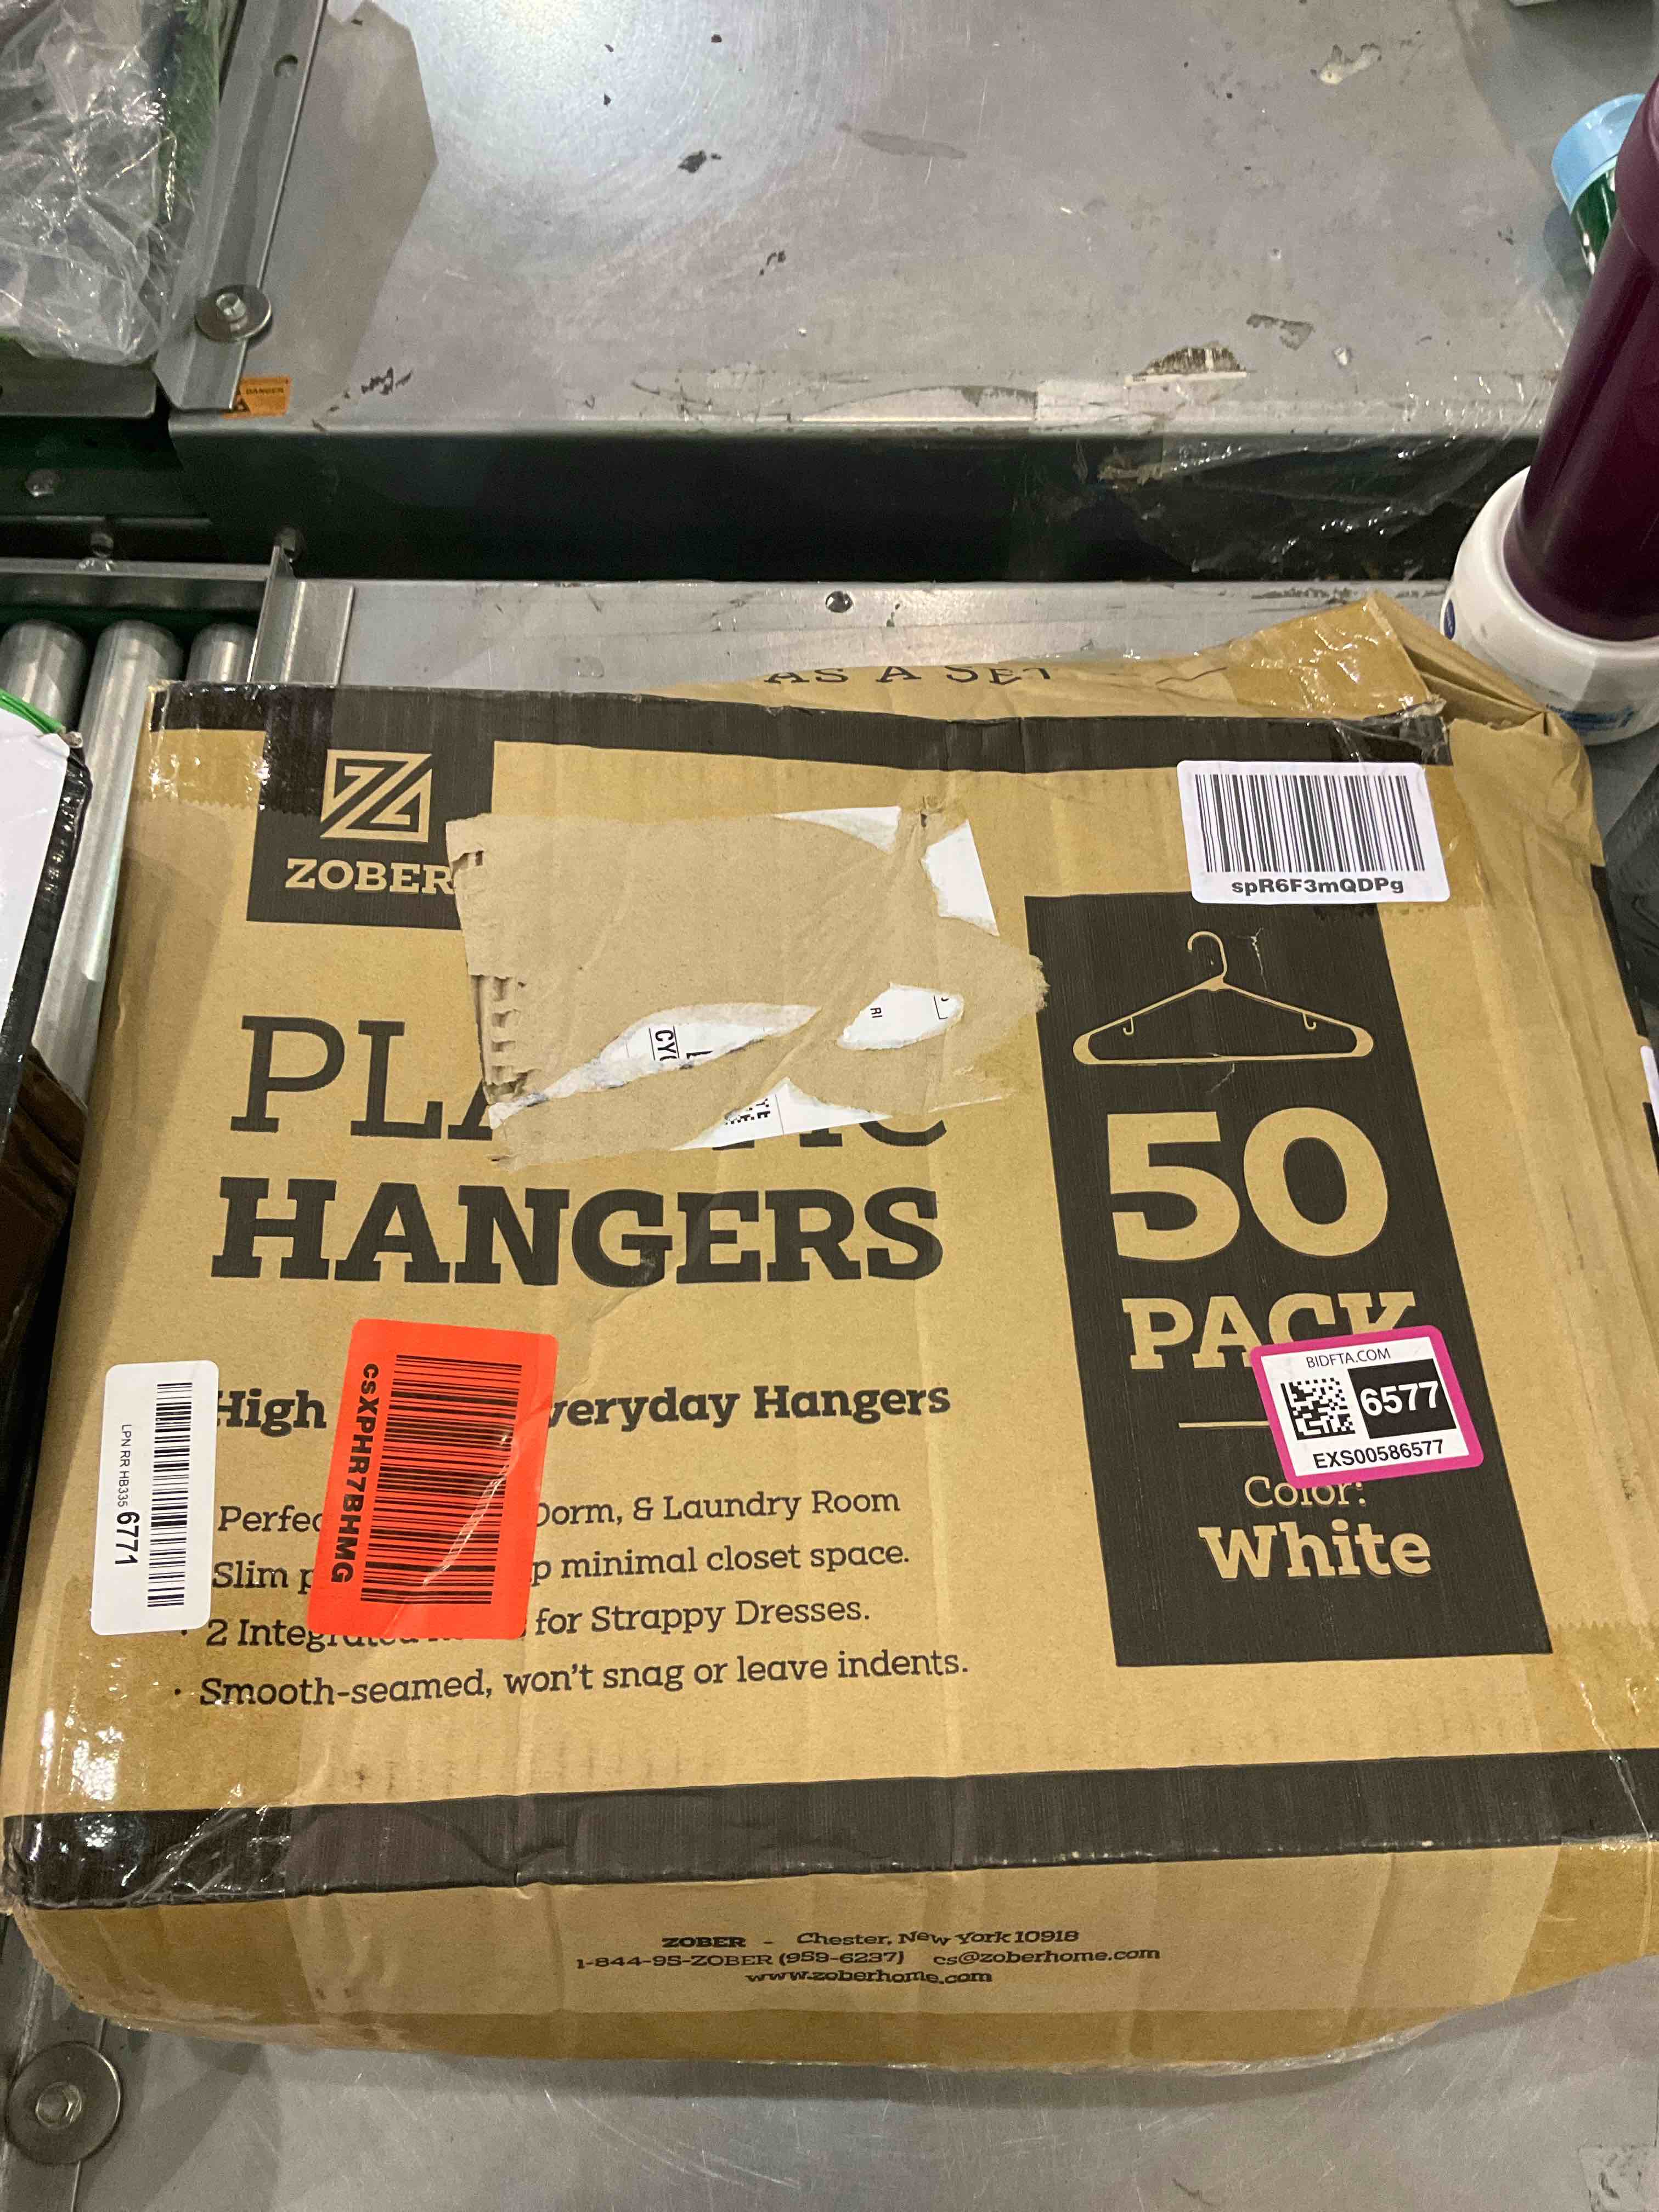 DANGER
AS A SET
ZOBER
spR6F3mQDPg
PLA IC
HANGERS
50
PACK
BIDFTA.COM
6577
EXS00586577
Color:
White
High veryday Hangers
CSXPHR7BHMG
LPN RR HB335 6771
Perfec Dorm, & Laundry Room
Slim p p minimal closet space.
· 2 Integrated for Strappy Dresses.
· Smooth-seamed, won't snag or leave indents.
ZOBER - Chester, New York 10918
1-844-95-ZOBER (959-6237) cs@zoberhome.com
www.zoberhome.com